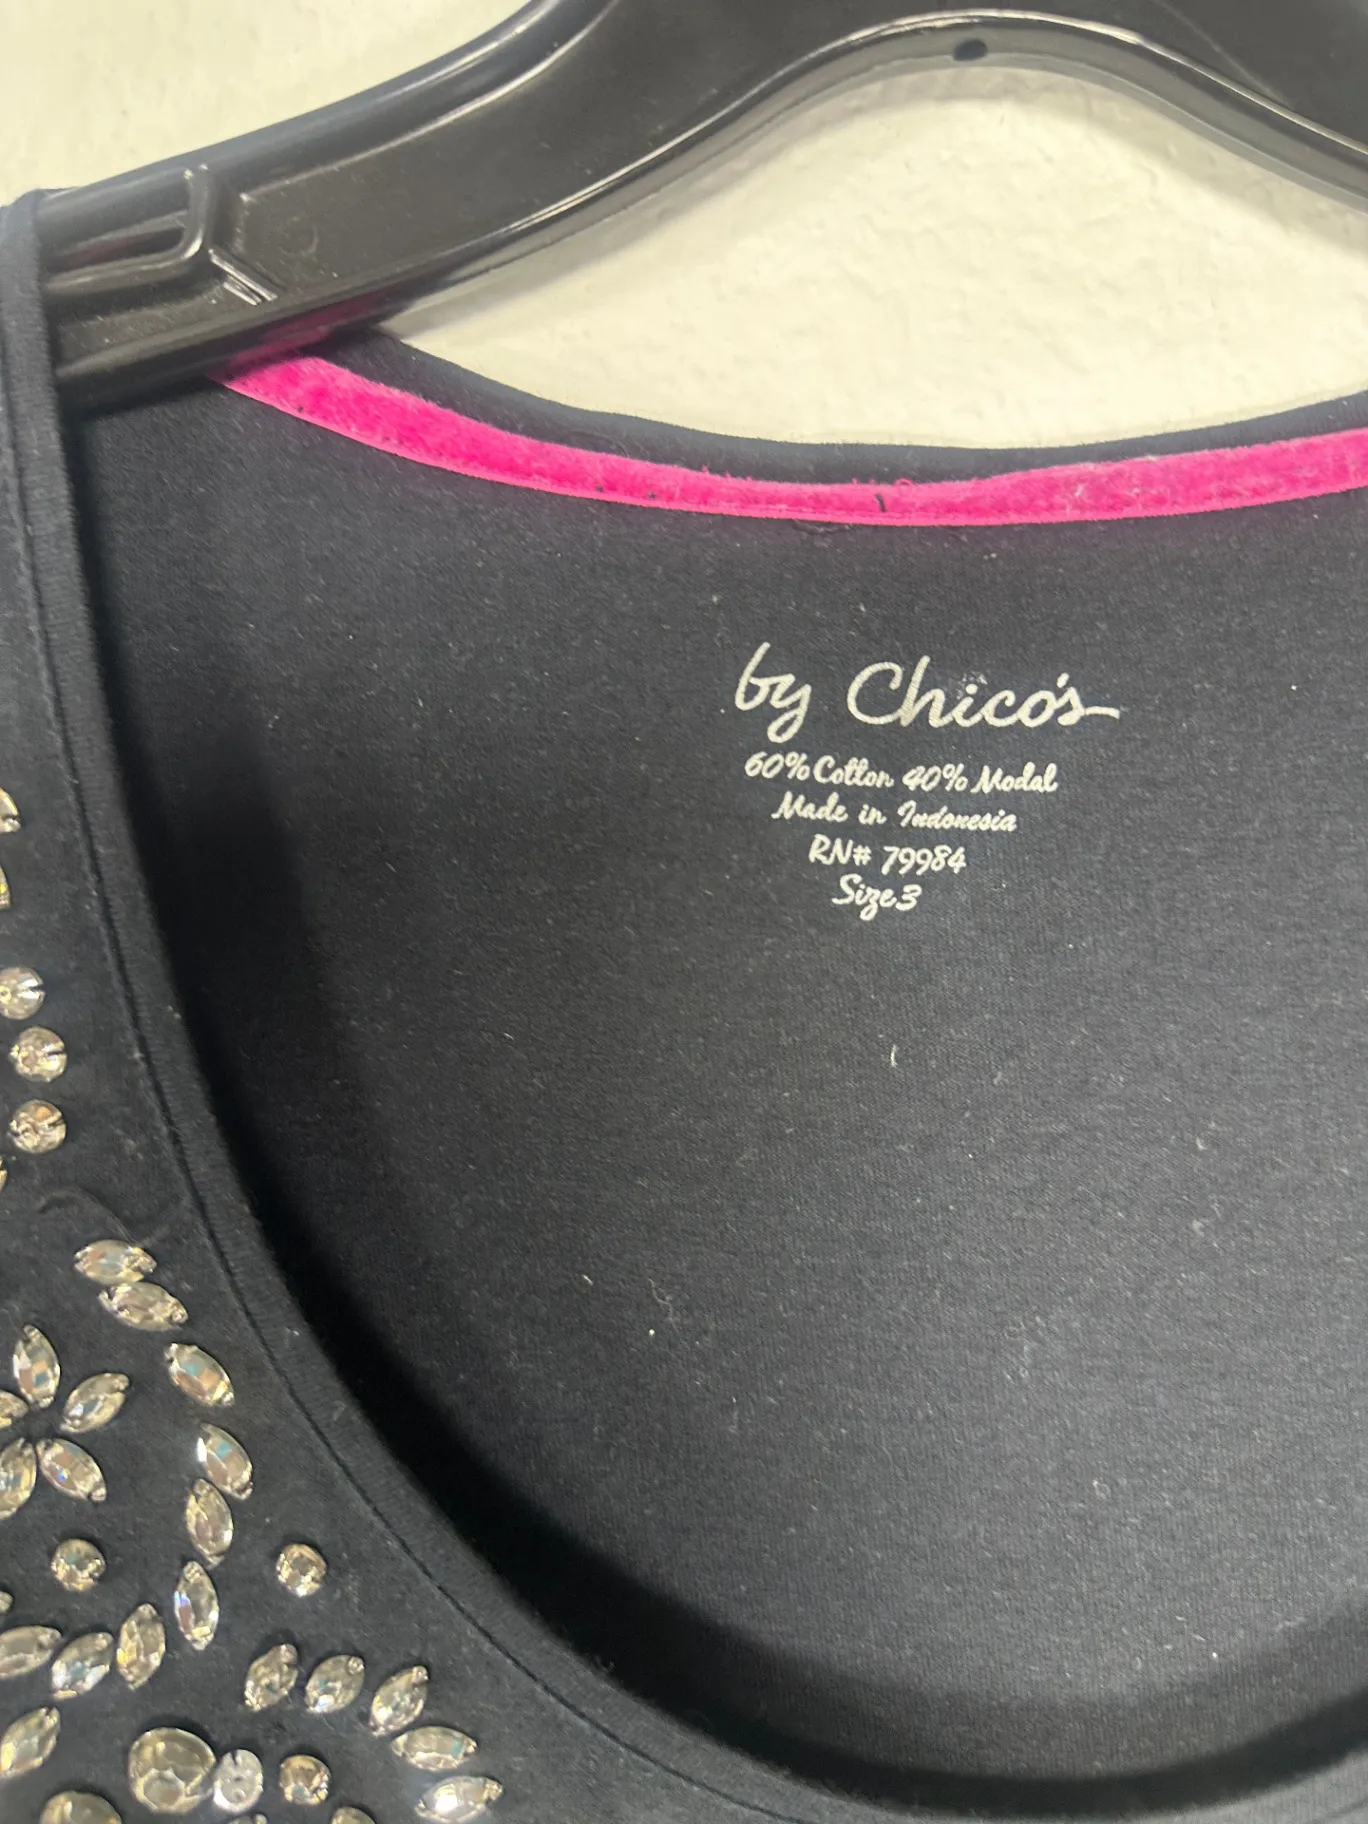 by Chico's
60% Cotton 40% Modal
Made in Indonesia
RN# 79984
Size 3